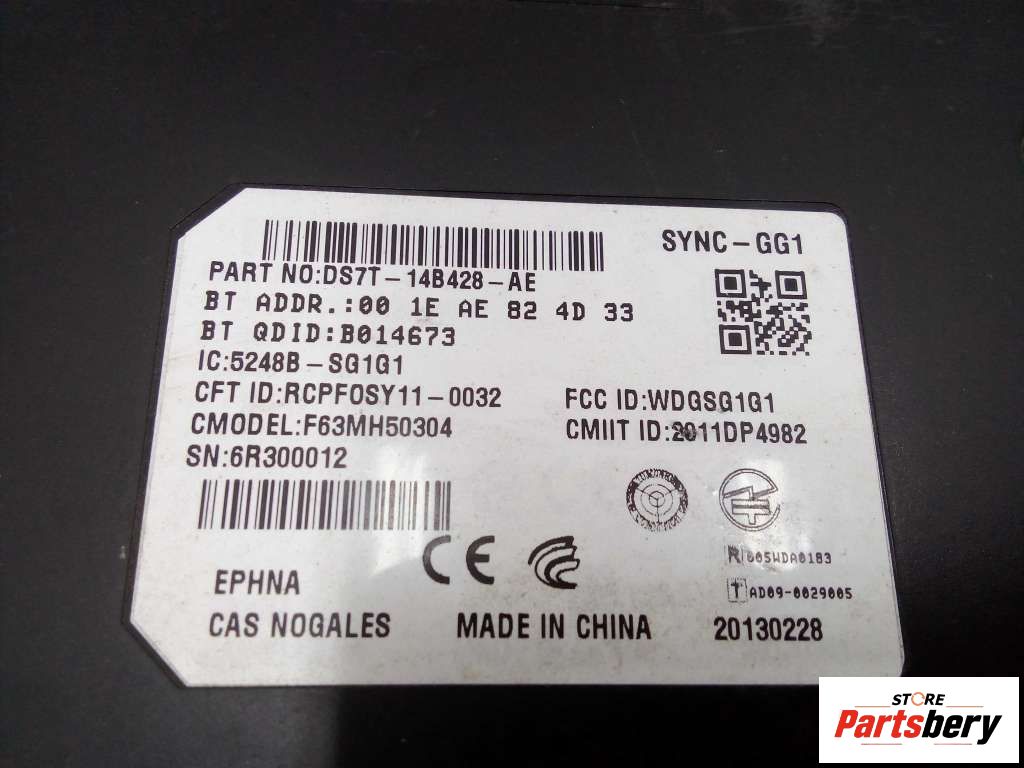 SYNC-GG1
PART NO:DS7T-14B428-AE
BT ADDR.:00 1E AE 82 4D 33
BT QDID:B014673
IC:5248B-SG1G1
CFT ID:RCPFOSY11-0032
FCC ID:WDGSG1G1
CMODEL:F63MH50304
CMIIT ID:2011DP4982
SN:6R300012
CE
R 005WDA0183
T AD09-0029005
EPHNA
CAS NOGALES
MADE IN CHINA
20130228
STORE
Partsbery